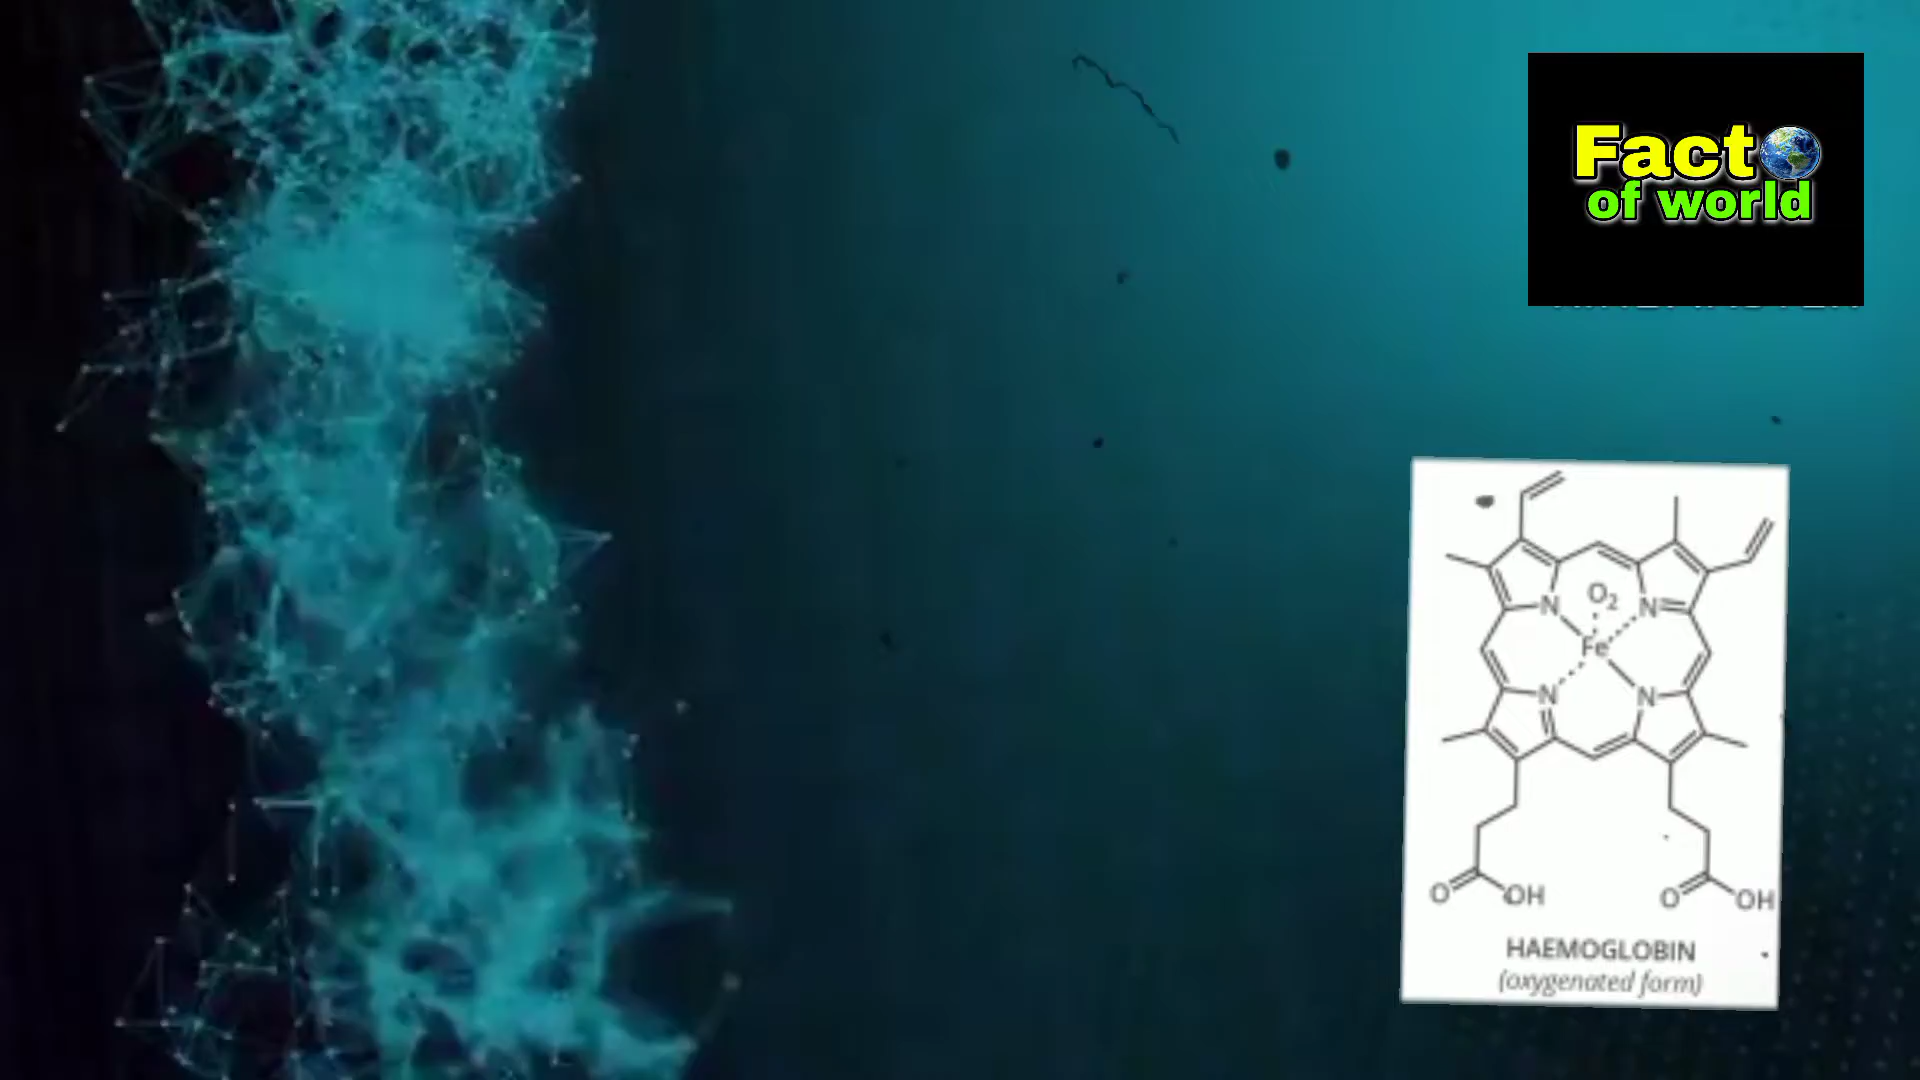 Fact
of world
O2
N
N
Fe
N
N
O
OH
O
OH
HAEMOGLOBIN
(oxygenated form)